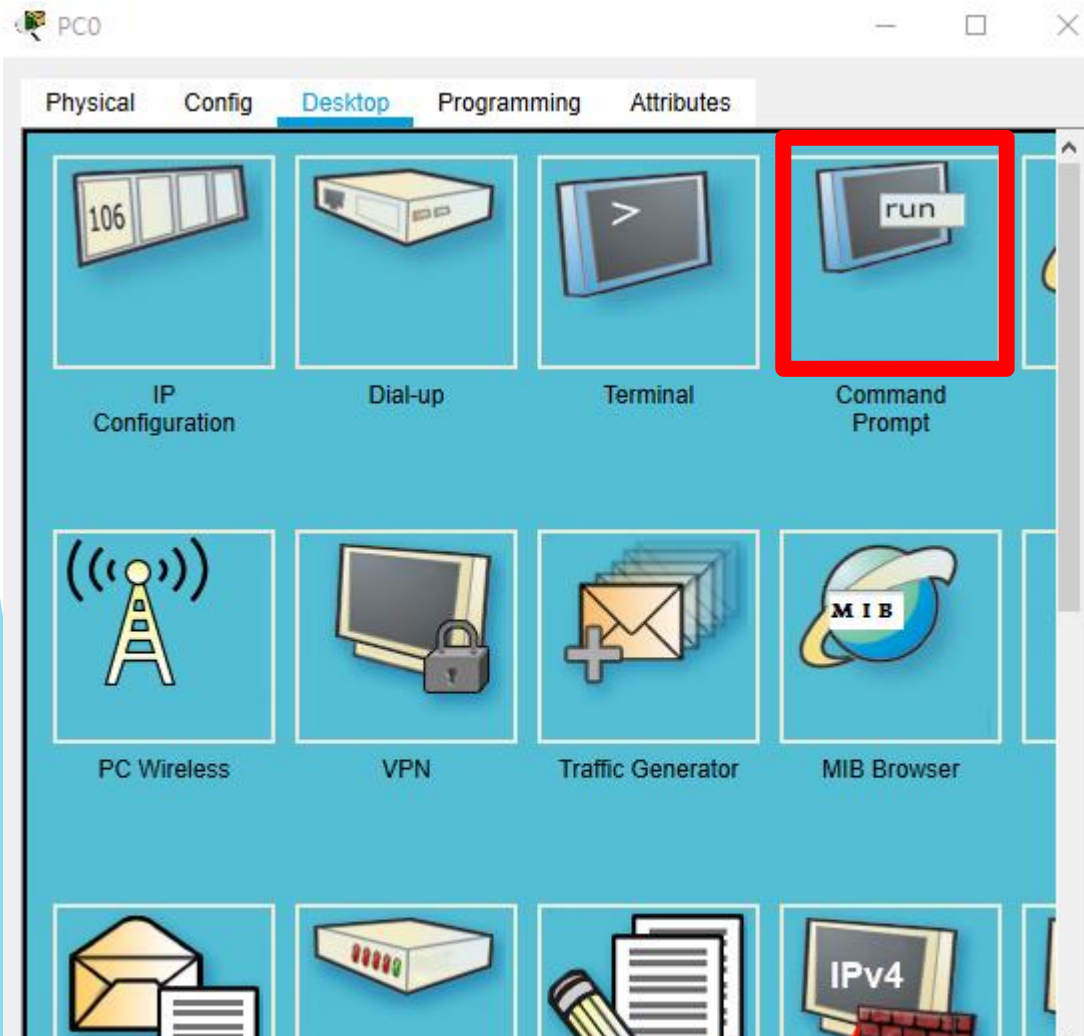 PC0
Physical Config Desktop Programming Attributes
106
>
run
IP
Configuration
Dial-up
Terminal
Command
Prompt
MIB
PC Wireless
VPN
Traffic Generator
MIB Browser
IPv4